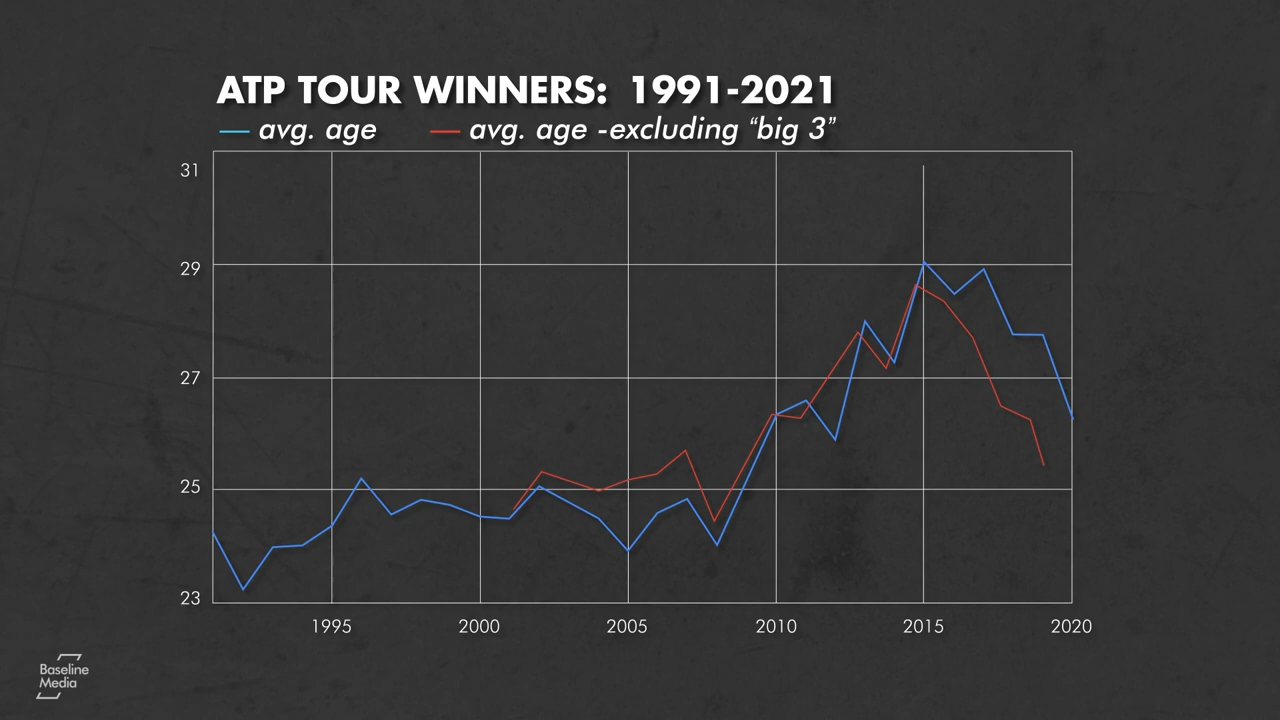 ATP TOUR WINNERS: 1991-2021
avg. age
avg. age -excluding “big 3”
31
29
27
25
23
1995
2000
2005
2010
2015
2020
Baseline
Media